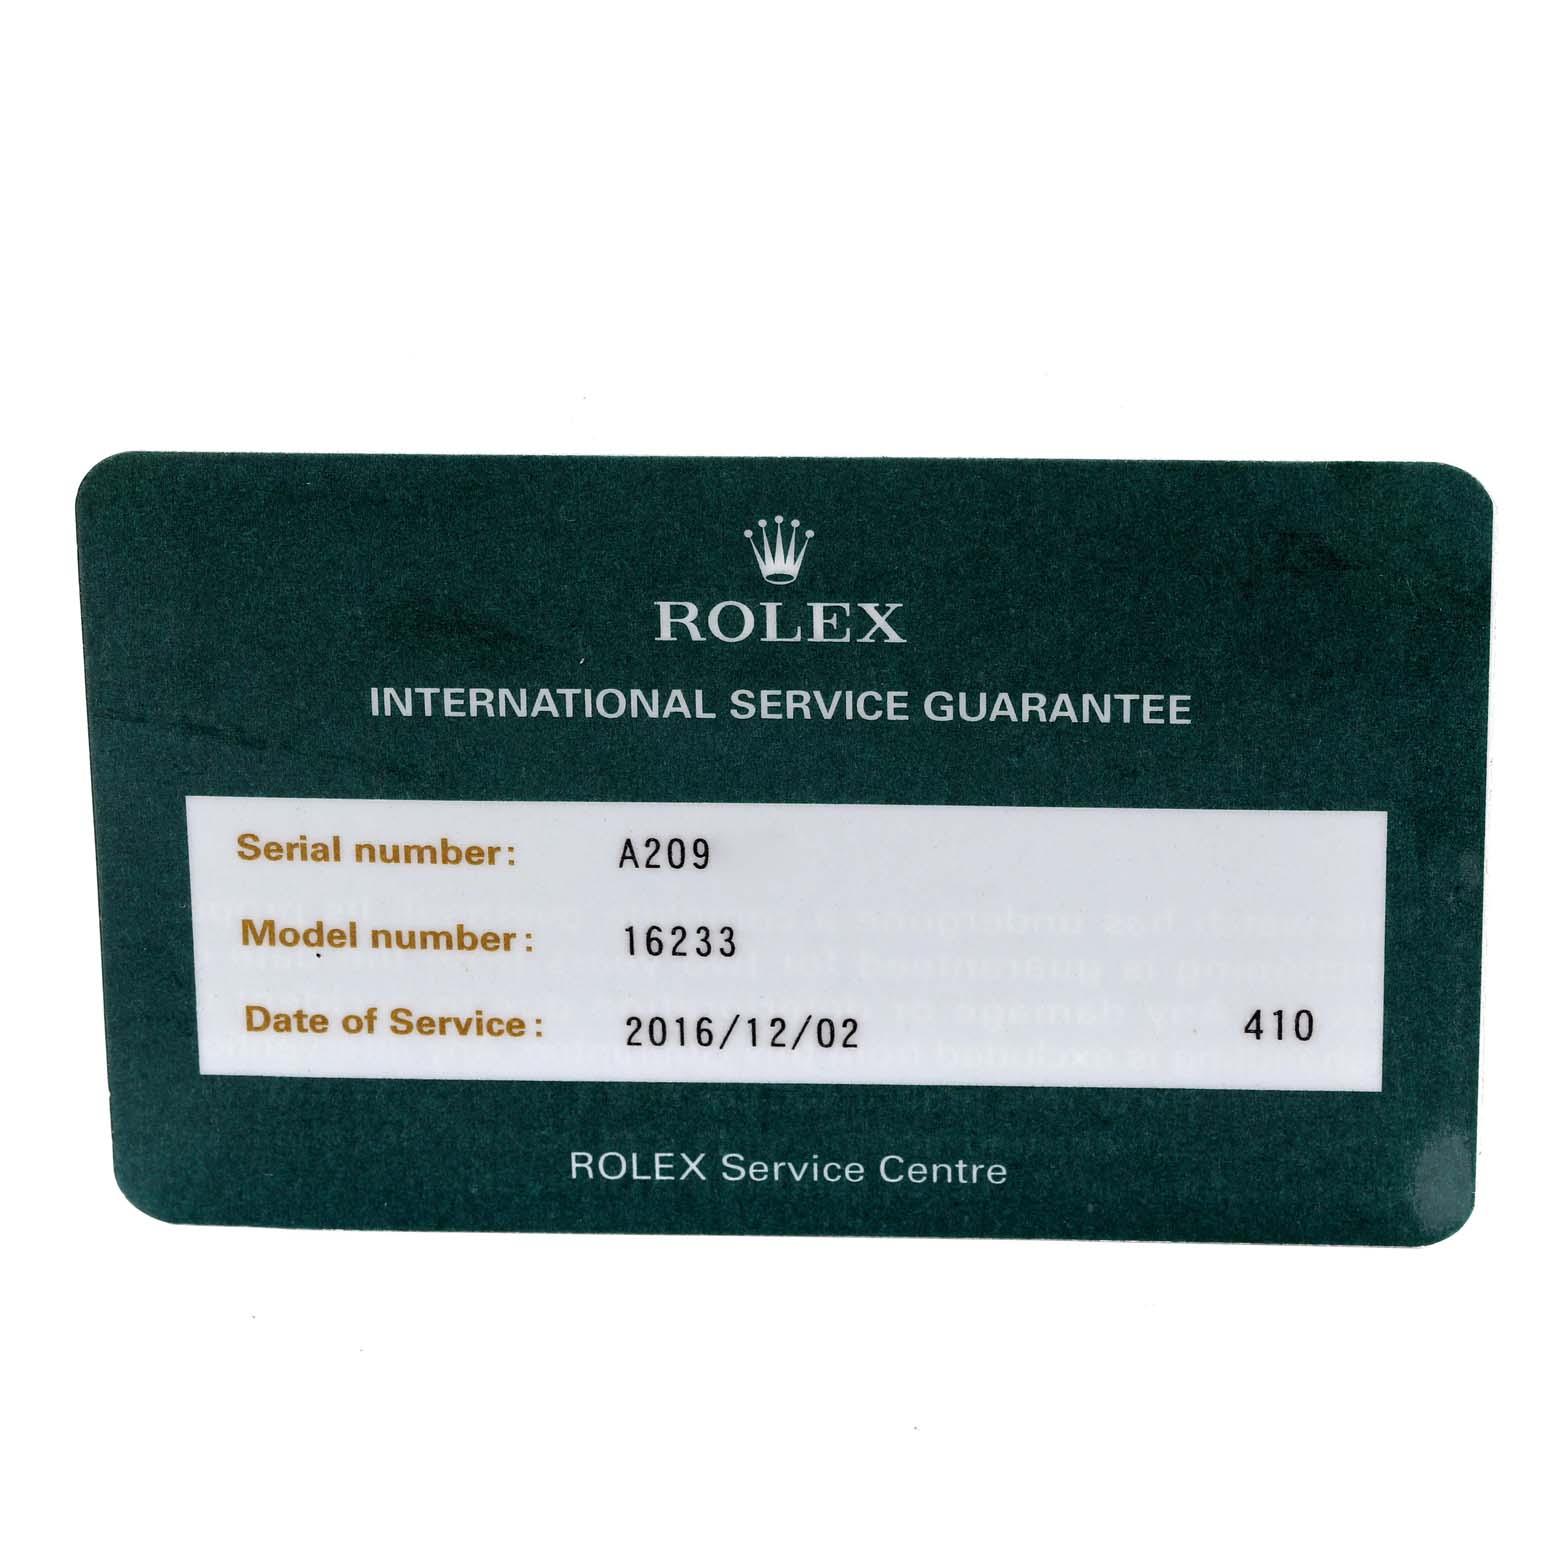 ROLEX
INTERNATIONAL SERVICE GUARANTEE
Serial number: A209
Model number: 16233
Date of Service: 2016/12/02 410
ROLEX Service Centre